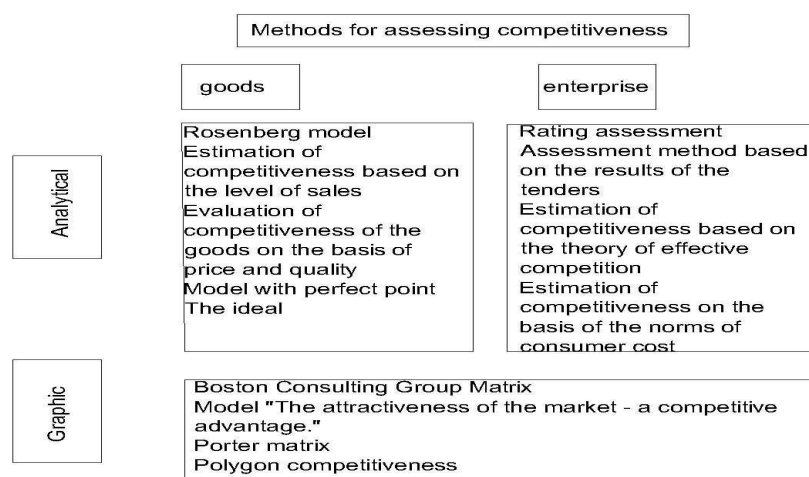 Methods for assessing competitiveness
goods
enterprise
Analytical
Rosenberg model
Estimation of
competitiveness based on
the level of sales
Evaluation of
competitiveness of the
goods on the basis of
price and quality
Model with perfect point
The ideal
Rating assessment
Assessment method based
on the results of the
tenders
Estimation of
competitiveness based on
the theory of effective
competition
Estimation of
competitiveness on the
basis of the norms of
consumer cost
Graphic
Boston Consulting Group Matrix
Model "The attractiveness of the market - a competitive
advantage."
Porter matrix
Polygon competitiveness